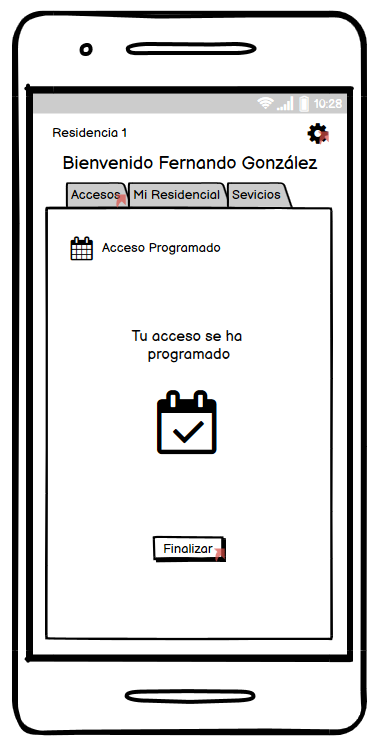 10:28
Residencia 1
Bienvenido Fernando González
Accesos Mi Residencial Sevicios
Acceso Programado
Tu acceso se ha
programado
Finalizar